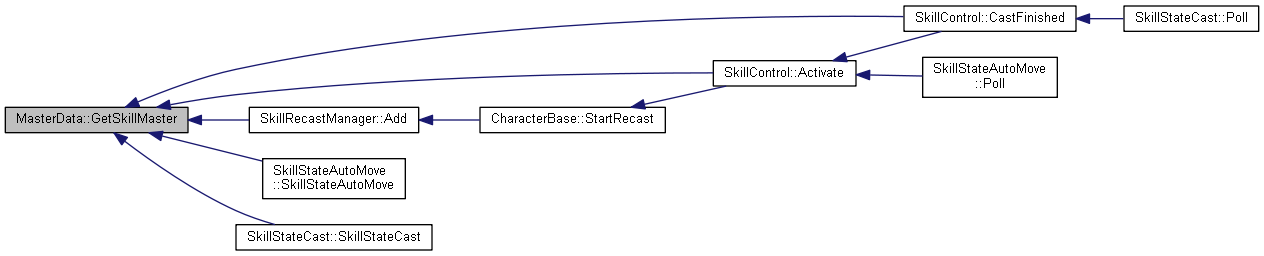 SkillControl::CastFinished
SkillStateCast::Poll
SkillControl::Activate
SkillStateAutoMove
::Poll
MasterData::GetSkillMaster
SkillRecastManager::Add
CharacterBase::StartRecast
SkillStateAutoMove
::SkillStateAutoMove
SkillStateCast::SkillStateCast